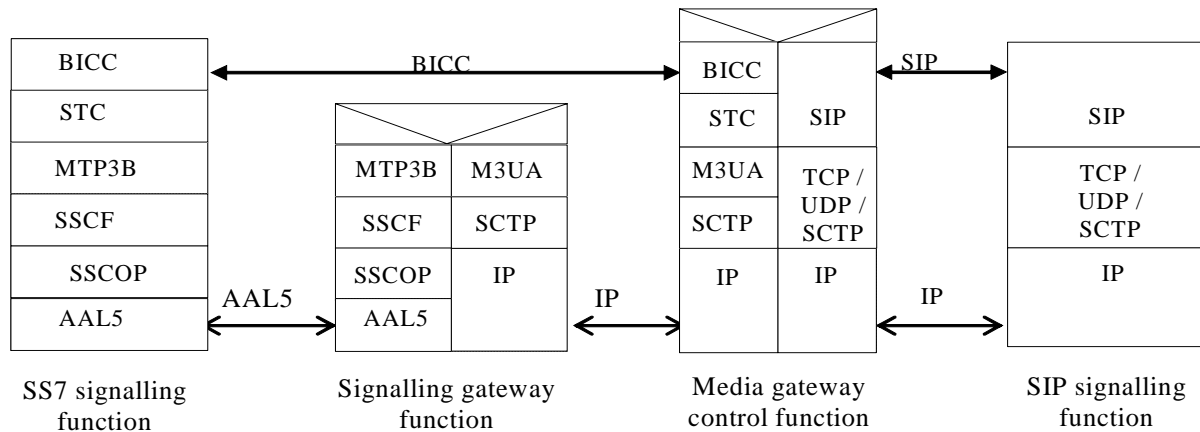 BICC
STC
MTP3B
SSCF
SSCOP
AAL5
SS7 signalling
function
BICC
AAL5
MTP3B
SSCF
SSCOP
AAL5
M3UA
SCTP
IP
Signalling gateway
function
IP
BICC
STC
M3UA
SCTP
IP
SIP
TCP /
UDP /
SCTP
IP
Media gateway
control function
SIP
IP
SIP
TCP /
UDP /
SCTP
IP
SIP signalling
function